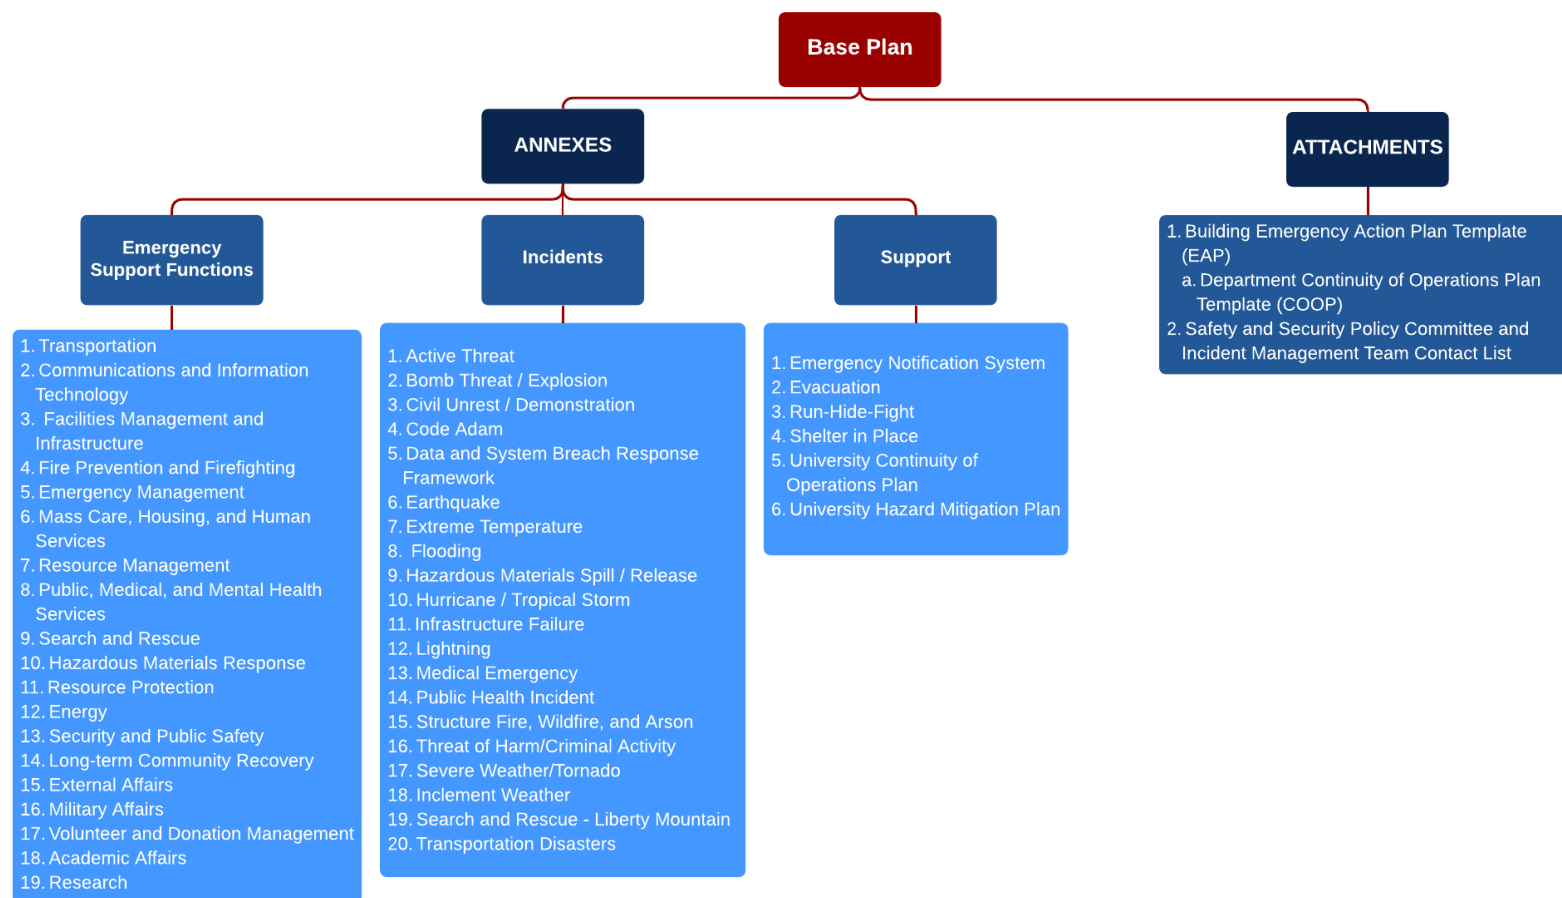 Base Plan
ANNEXES
ATTACHMENTS
Emergency
Support Functions
Incidents
Support
1. Transportation
2. Communications and Information
Technology
3. Facilities Management and
Infrastructure
4. Fire Prevention and Firefighting
5. Emergency Management
6. Mass Care, Housing, and Human
Services
7. Resource Management
8. Public, Medical, and Mental Health
Services
9. Search and Rescue
10. Hazardous Materials Response
11. Resource Protection
12. Energy
13. Security and Public Safety
14. Long-term Community Recovery
15. External Affairs
16. Military Affairs
17. Volunteer and Donation Management
18. Academic Affairs
19. Research
1. Active Threat
2. Bomb Threat / Explosion
3. Civil Unrest / Demonstration
4. Code Adam
5. Data and System Breach Response
Framework
6. Earthquake
7. Extreme Temperature
8. Flooding
9. Hazardous Materials Spill / Release
10. Hurricane / Tropical Storm
11. Infrastructure Failure
12. Lightning
13. Medical Emergency
14. Public Health Incident
15. Structure Fire, Wildfire, and Arson
16. Threat of Harm/Criminal Activity
17. Severe Weather/Tornado
18. Inclement Weather
19. Search and Rescue - Liberty Mountain
20. Transportation Disasters
1. Emergency Notification System
2. Evacuation
3. Run-Hide-Fight
4. Shelter in Place
5. University Continuity of
Operations Plan
6. University Hazard Mitigation Plan
1. Building Emergency Action Plan Template
(EAP)
a. Department Continuity of Operations Plan
Template (COOP)
2. Safety and Security Policy Committee and
Incident Management Team Contact List